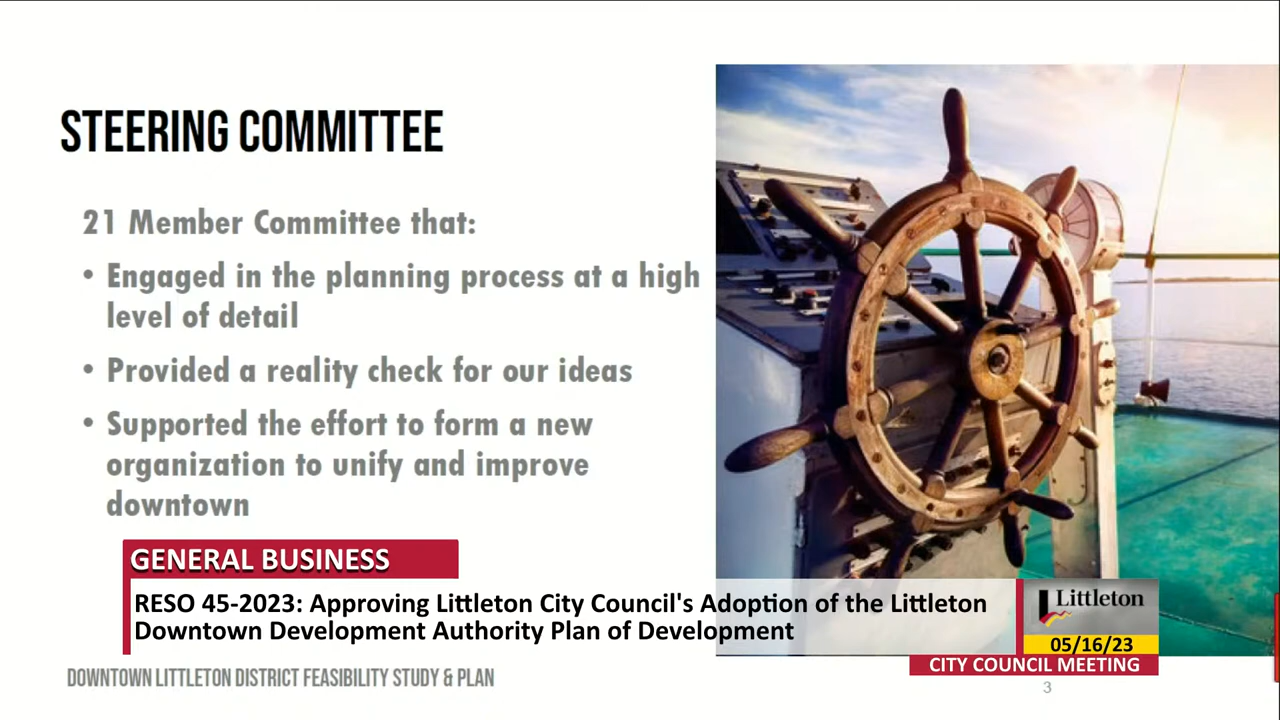 STEERING COMMITTEE
21 Member Committee that:
• Engaged in the planning process at a high
level of detail
• Provided a reality check for our ideas
• Supported the effort to form a new
organization to unify and improve
downtown
GENERAL BUSINESS
RESO 45-2023: Approving Littleton City Council's Adoption of the Littleton
Downtown Development Authority Plan of Development
Littleton
05/16/23
CITY COUNCIL MEETING
DOWNTOWN LITTLETON DISTRICT FEASIBILITY STUDY & PLAN
3